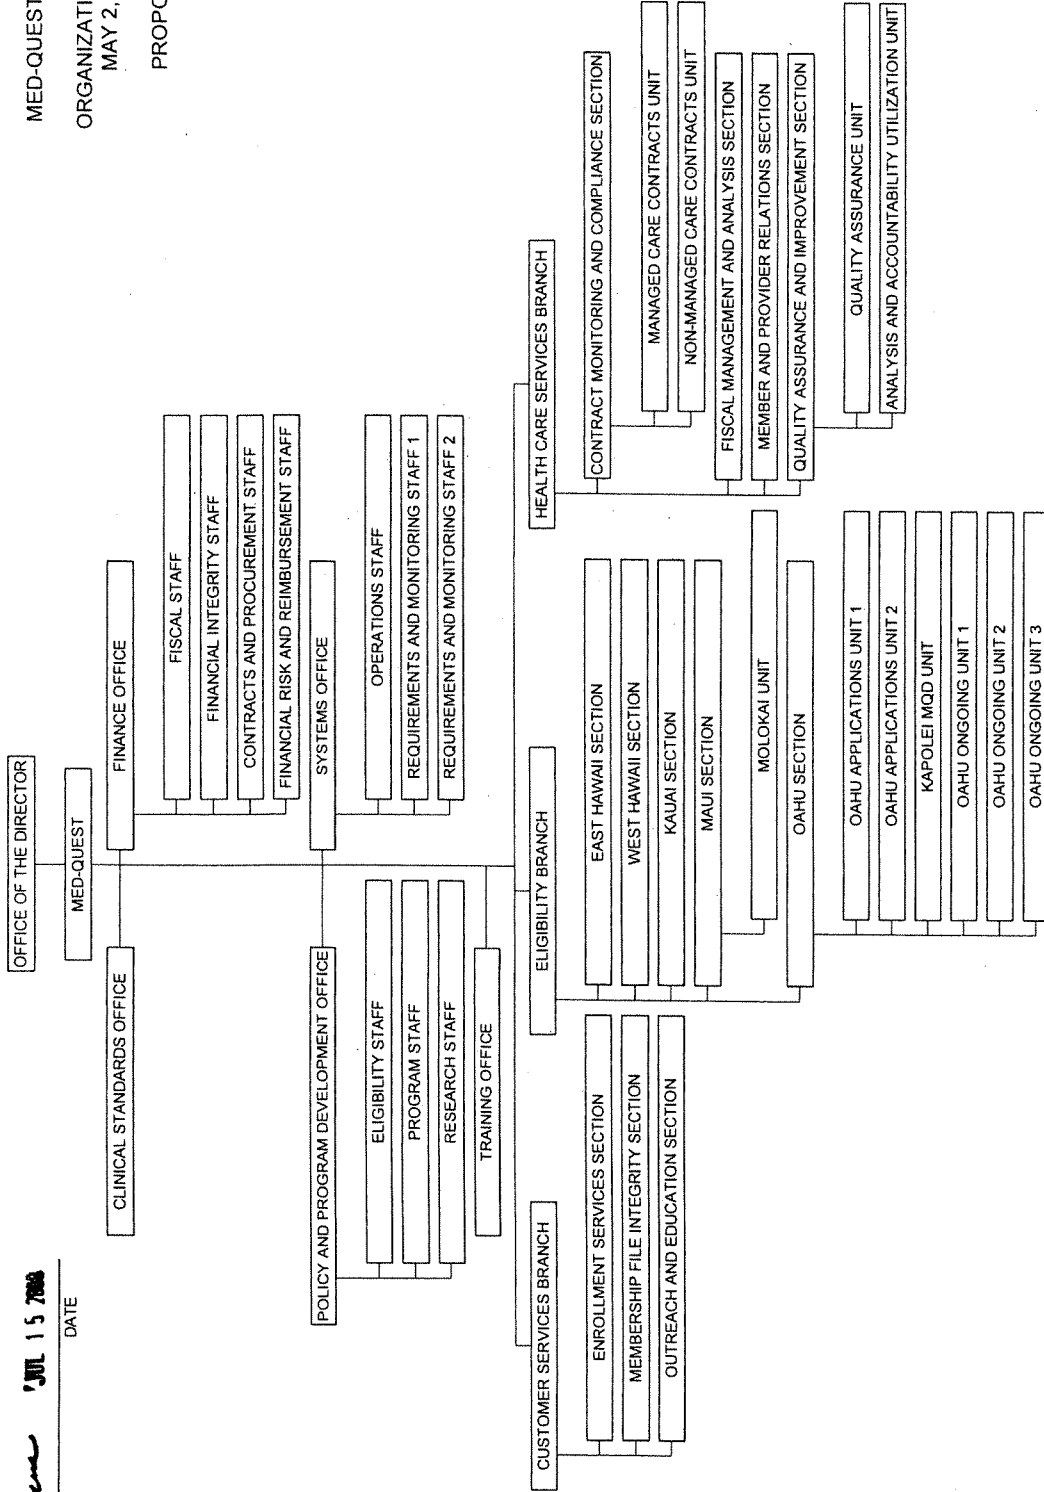 MED-QUEST
ORGANIZATI
MAY 2,
PROPO
JUL 15
DATE
OFFICE OF THE DIRECTOR
MED-QUEST
CLINICAL STANDARDS OFFICE
FINANCE OFFICE
FISCAL STAFF
FINANCIAL INTEGRITY STAFF
CONTRACTS AND PROCUREMENT STAFF
FINANCIAL RISK AND REIMBURSEMENT STAFF
POLICY AND PROGRAM DEVELOPMENT OFFICE
SYSTEMS OFFICE
ELIGIBILITY STAFF
PROGRAM STAFF
RESEARCH STAFF
OPERATIONS STAFF
REQUIREMENTS AND MONITORING STAFF 1
REQUIREMENTS AND MONITORING STAFF 2
TRAINING OFFICE
CUSTOMER SERVICES BRANCH
ENROLLMENT SERVICES SECTION
MEMBERSHIP FILE INTEGRITY SECTION
OUTREACH AND EDUCATION SECTION
ELIGIBILITY BRANCH
EAST HAWAII SECTION
WEST HAWAII SECTION
KAUAI SECTION
MAUI SECTION
MOLOKAI UNIT
OAHU SECTION
OAHU APPLICATIONS UNIT 1
OAHU APPLICATIONS UNIT 2
KAPOLEI MQD UNIT
OAHU ONGOING UNIT 1
OAHU ONGOING UNIT 2
OAHU ONGOING UNIT 3
HEALTH CARE SERVICES BRANCH
CONTRACT MONITORING AND COMPLIANCE SECTION
MANAGED CARE CONTRACTS UNIT
NON-MANAGED CARE CONTRACTS UNIT
FISCAL MANAGEMENT AND ANALYSIS SECTION
MEMBER AND PROVIDER RELATIONS SECTION
QUALITY ASSURANCE AND IMPROVEMENT SECTION
QUALITY ASSURANCE UNIT
ANALYSIS AND ACCOUNTABILITY UTILIZATION UNIT